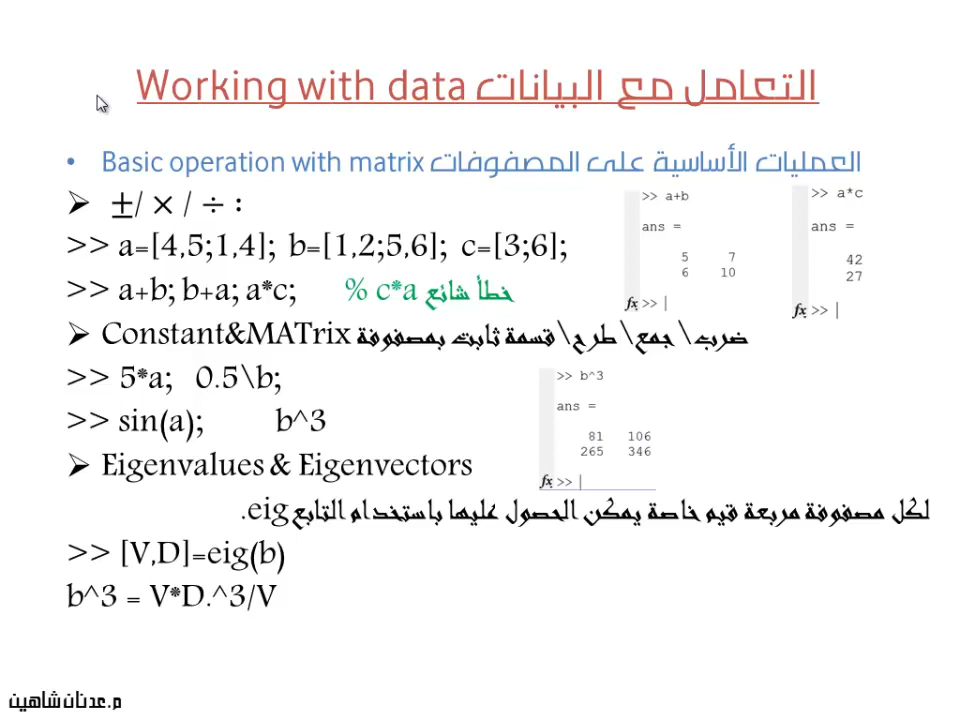 Working with data التعامل مع البيانات
• Basic operation with matrix العمليات الأساسية على المصفوفات
➢ ±/ × / ÷ :
>> a=[4,5;1,4]; b=[1,2;5,6]; c=[3;6];
>> a+b; b+a; a*c; % c*a خطأ شائع
>> a+b
ans =
5 7
6 10
fx >>
>> a*c
ans =
42
27
fx >>
➢ Constant&MATrix ضرب\ جمع\ طرح\ قسمة ثابت بمصفوفة
>> 5*a; 0.5\b;
>> sin(a); b^3
>> b^3
ans =
81 106
265 346
fx >>
➢ Eigenvalues & Eigenvectors
لكل مصفوفة مربعة قيم خاصة يمكن الحصول عليها باستخدام التابع eig.
>> [V,D]=eig(b)
b^3 = V*D.^3/V
م.عدنان شاهين